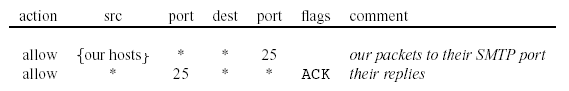 action src port dest port flags comment
allow {our hosts} * * 25 our packets to their SMTP port
allow * 25 * * ACK their replies